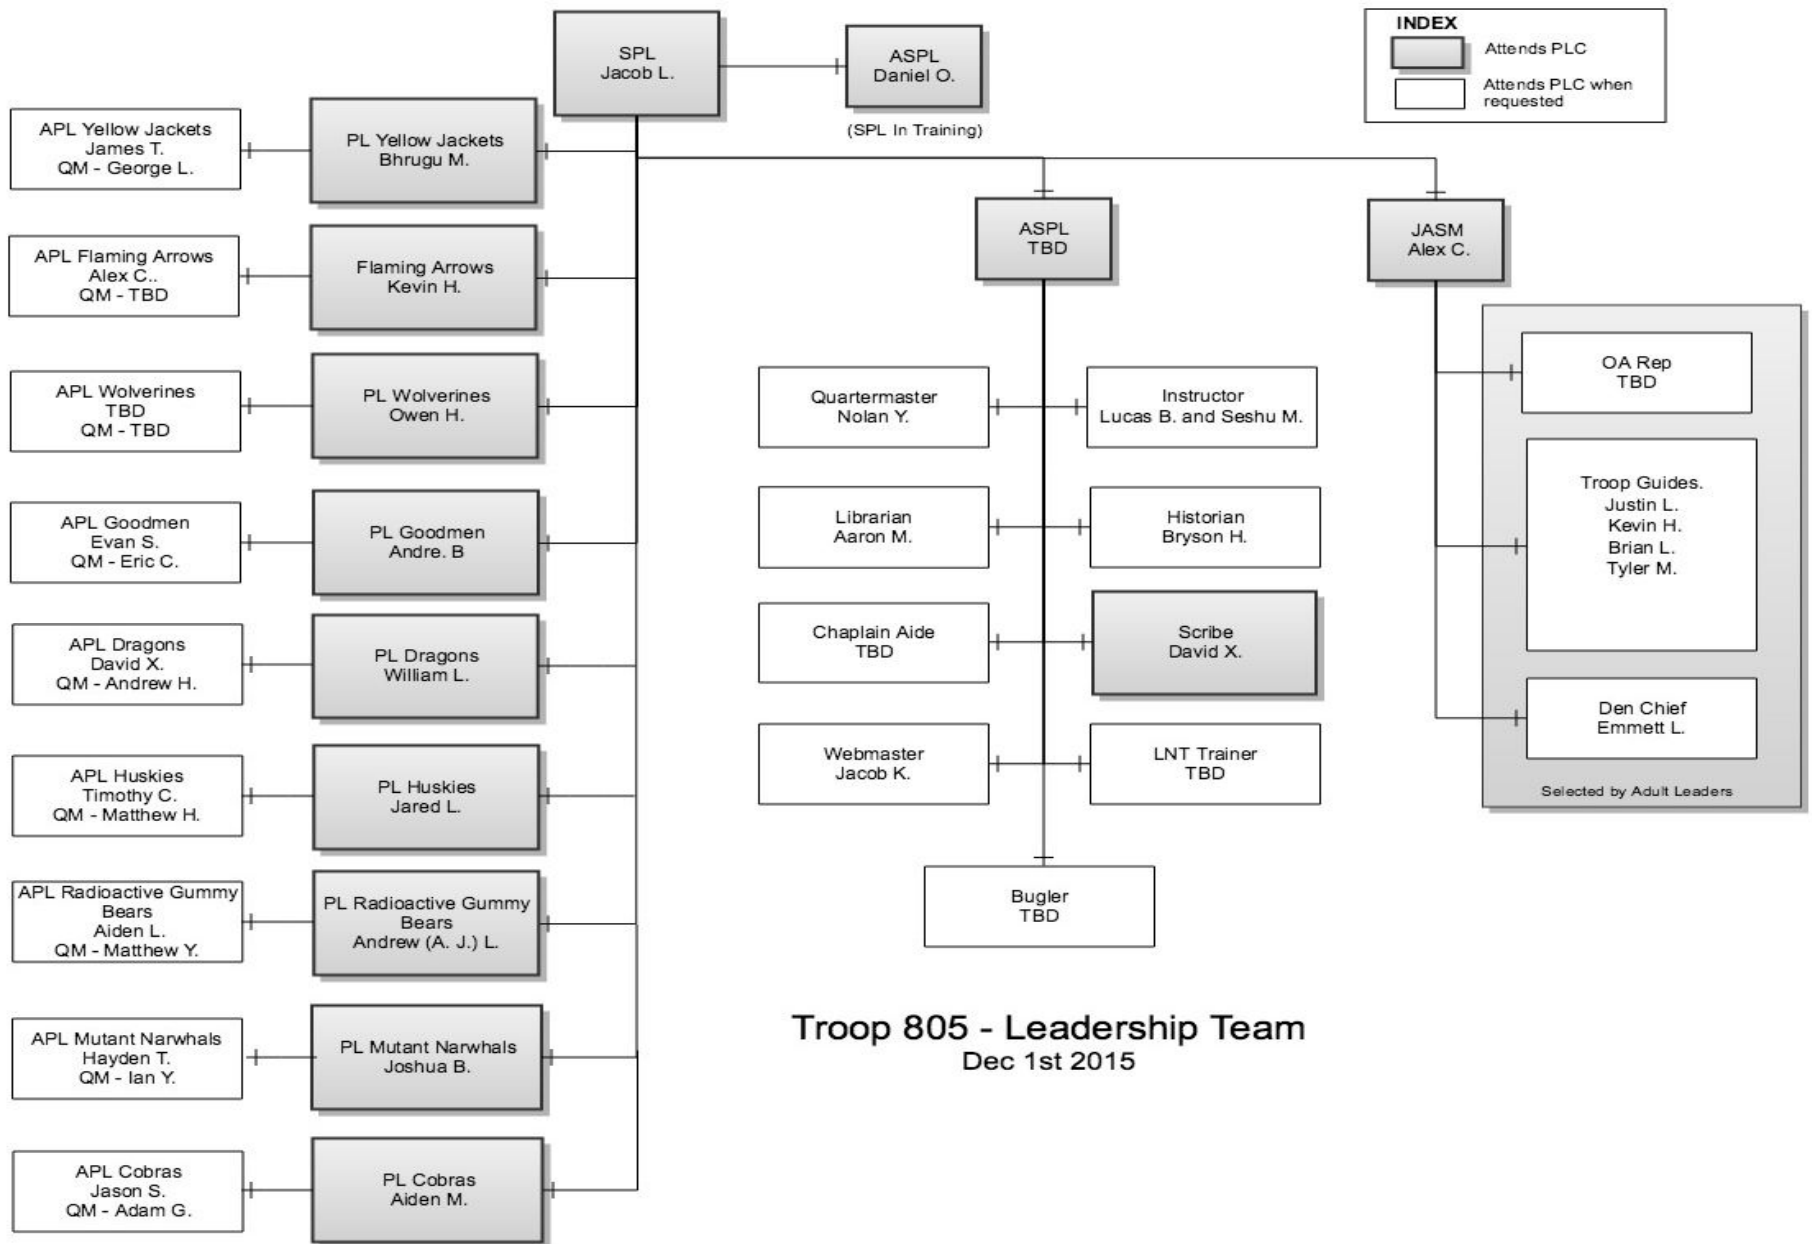 SPL
Jacob L.
ASPL
Daniel O.
(SPL In Training)
INDEX
Attends PLC
Attends PLC when
requested
APL Yellow Jackets
James T.
QM - George L.
PL Yellow Jackets
Bhrugu M.
APL Flaming Arrows
Alex C..
QM - TBD
Flaming Arrows
Kevin H.
APL Wolverines
TBD
QM - TBD
PL Wolverines
Owen H.
APL Goodmen
Evan S.
QM - Eric C.
PL Goodmen
Andre. B
APL Dragons
David X.
QM - Andrew H.
PL Dragons
William L.
APL Huskies
Timothy C.
QM - Matthew H.
PL Huskies
Jared L.
APL Radioactive Gummy
Bears
Aiden L.
QM - Matthew Y.
PL Radioactive Gummy
Bears
Andrew (A. J.) L.
APL Mutant Narwhals
Hayden T.
QM - Ian Y.
PL Mutant Narwhals
Joshua B.
APL Cobras
Jason S.
QM - Adam G.
PL Cobras
Aiden M.
ASPL
TBD
JASM
Alex C.
Quartermaster
Nolan Y.
Instructor
Lucas B. and Seshu M.
Librarian
Aaron M.
Historian
Bryson H.
Chaplain Aide
TBD
Scribe
David X.
Webmaster
Jacob K.
LNT Trainer
TBD
Bugler
TBD
OA Rep
TBD
Troop Guides.
Justin L.
Kevin H.
Brian L.
Tyler M.
Den Chief
Emmett L.
Selected by Adult Leaders
Troop 805 - Leadership Team
Dec 1st 2015